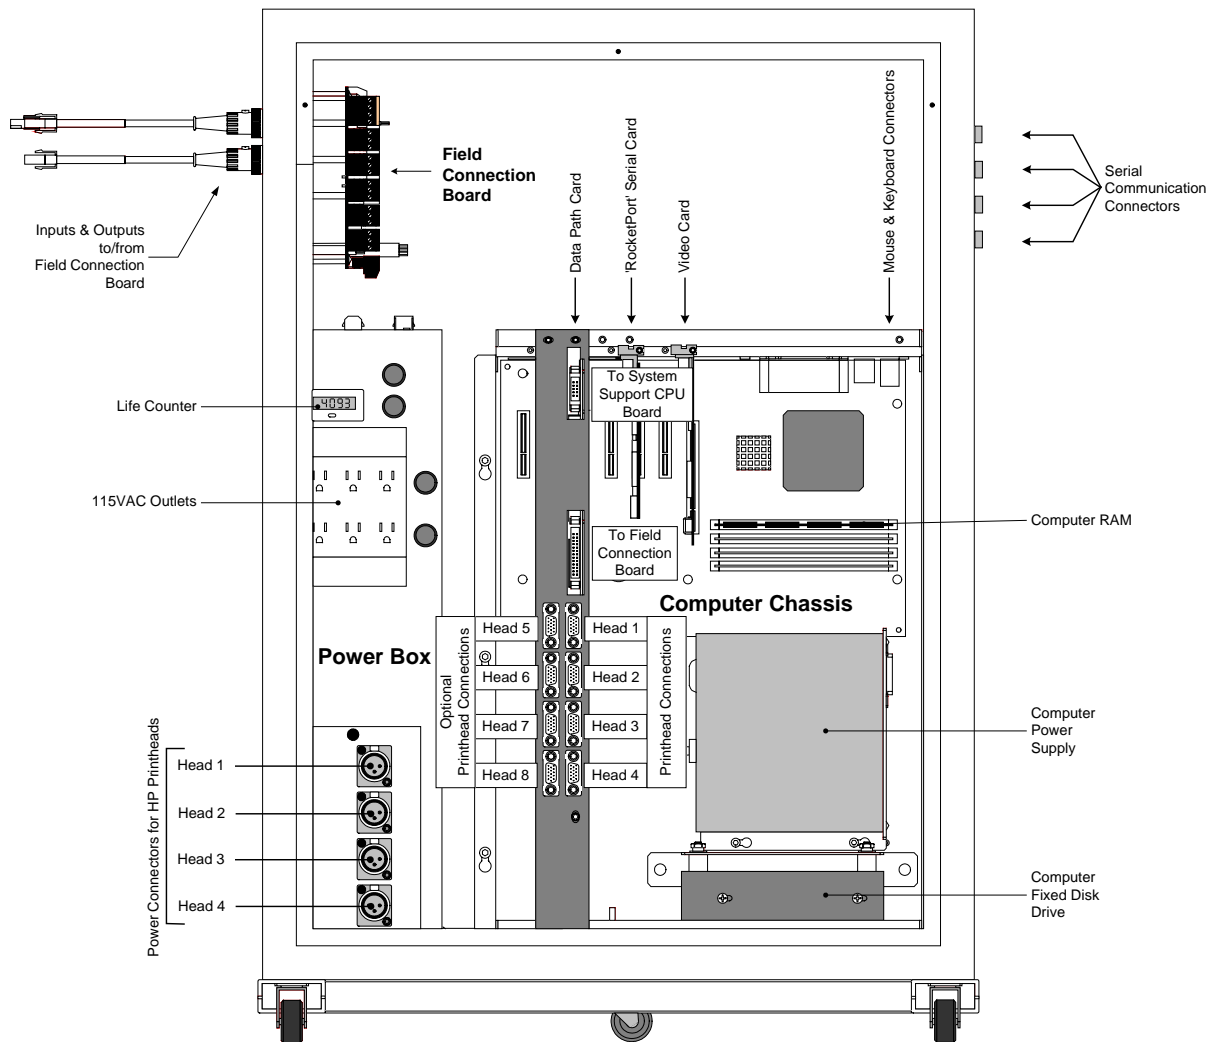 Field
Connection
Board
Inputs & Outputs
to/from
Field Connection
Board
Data Path Card
'RocketPort' Serial Card
Video Card
Mouse & Keyboard Connectors
Serial
Communication
Connectors
Life Counter
4093
To System
Support CPU
Board
115VAC Outlets
Computer RAM
To Field
Connection
Board
Computer Chassis
Power Box
Optional
Printhead Connections
Head 5
Head 6
Head 7
Head 8
Head 1
Head 2
Head 3
Head 4
Printhead Connections
Computer
Power
Supply
Power Connectors for HP Printheads
Head 1
Head 2
Head 3
Head 4
Computer
Fixed Disk
Drive